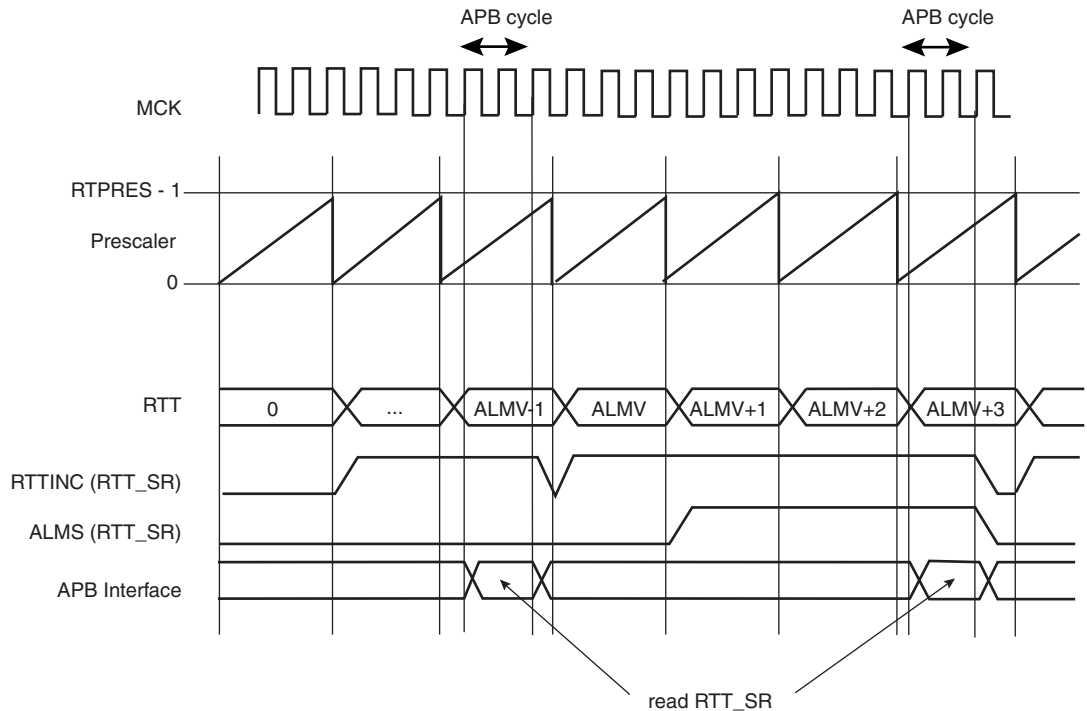 APB cycle APB cycle
MCK
RTPRES - 1
Prescaler
0
RTT 0 ... ALMV-1 ALMV ALMV+1 ALMV+2 ALMV+3
RTTINC (RTT_SR)
ALMS (RTT_SR)
APB Interface
read RTT_SR